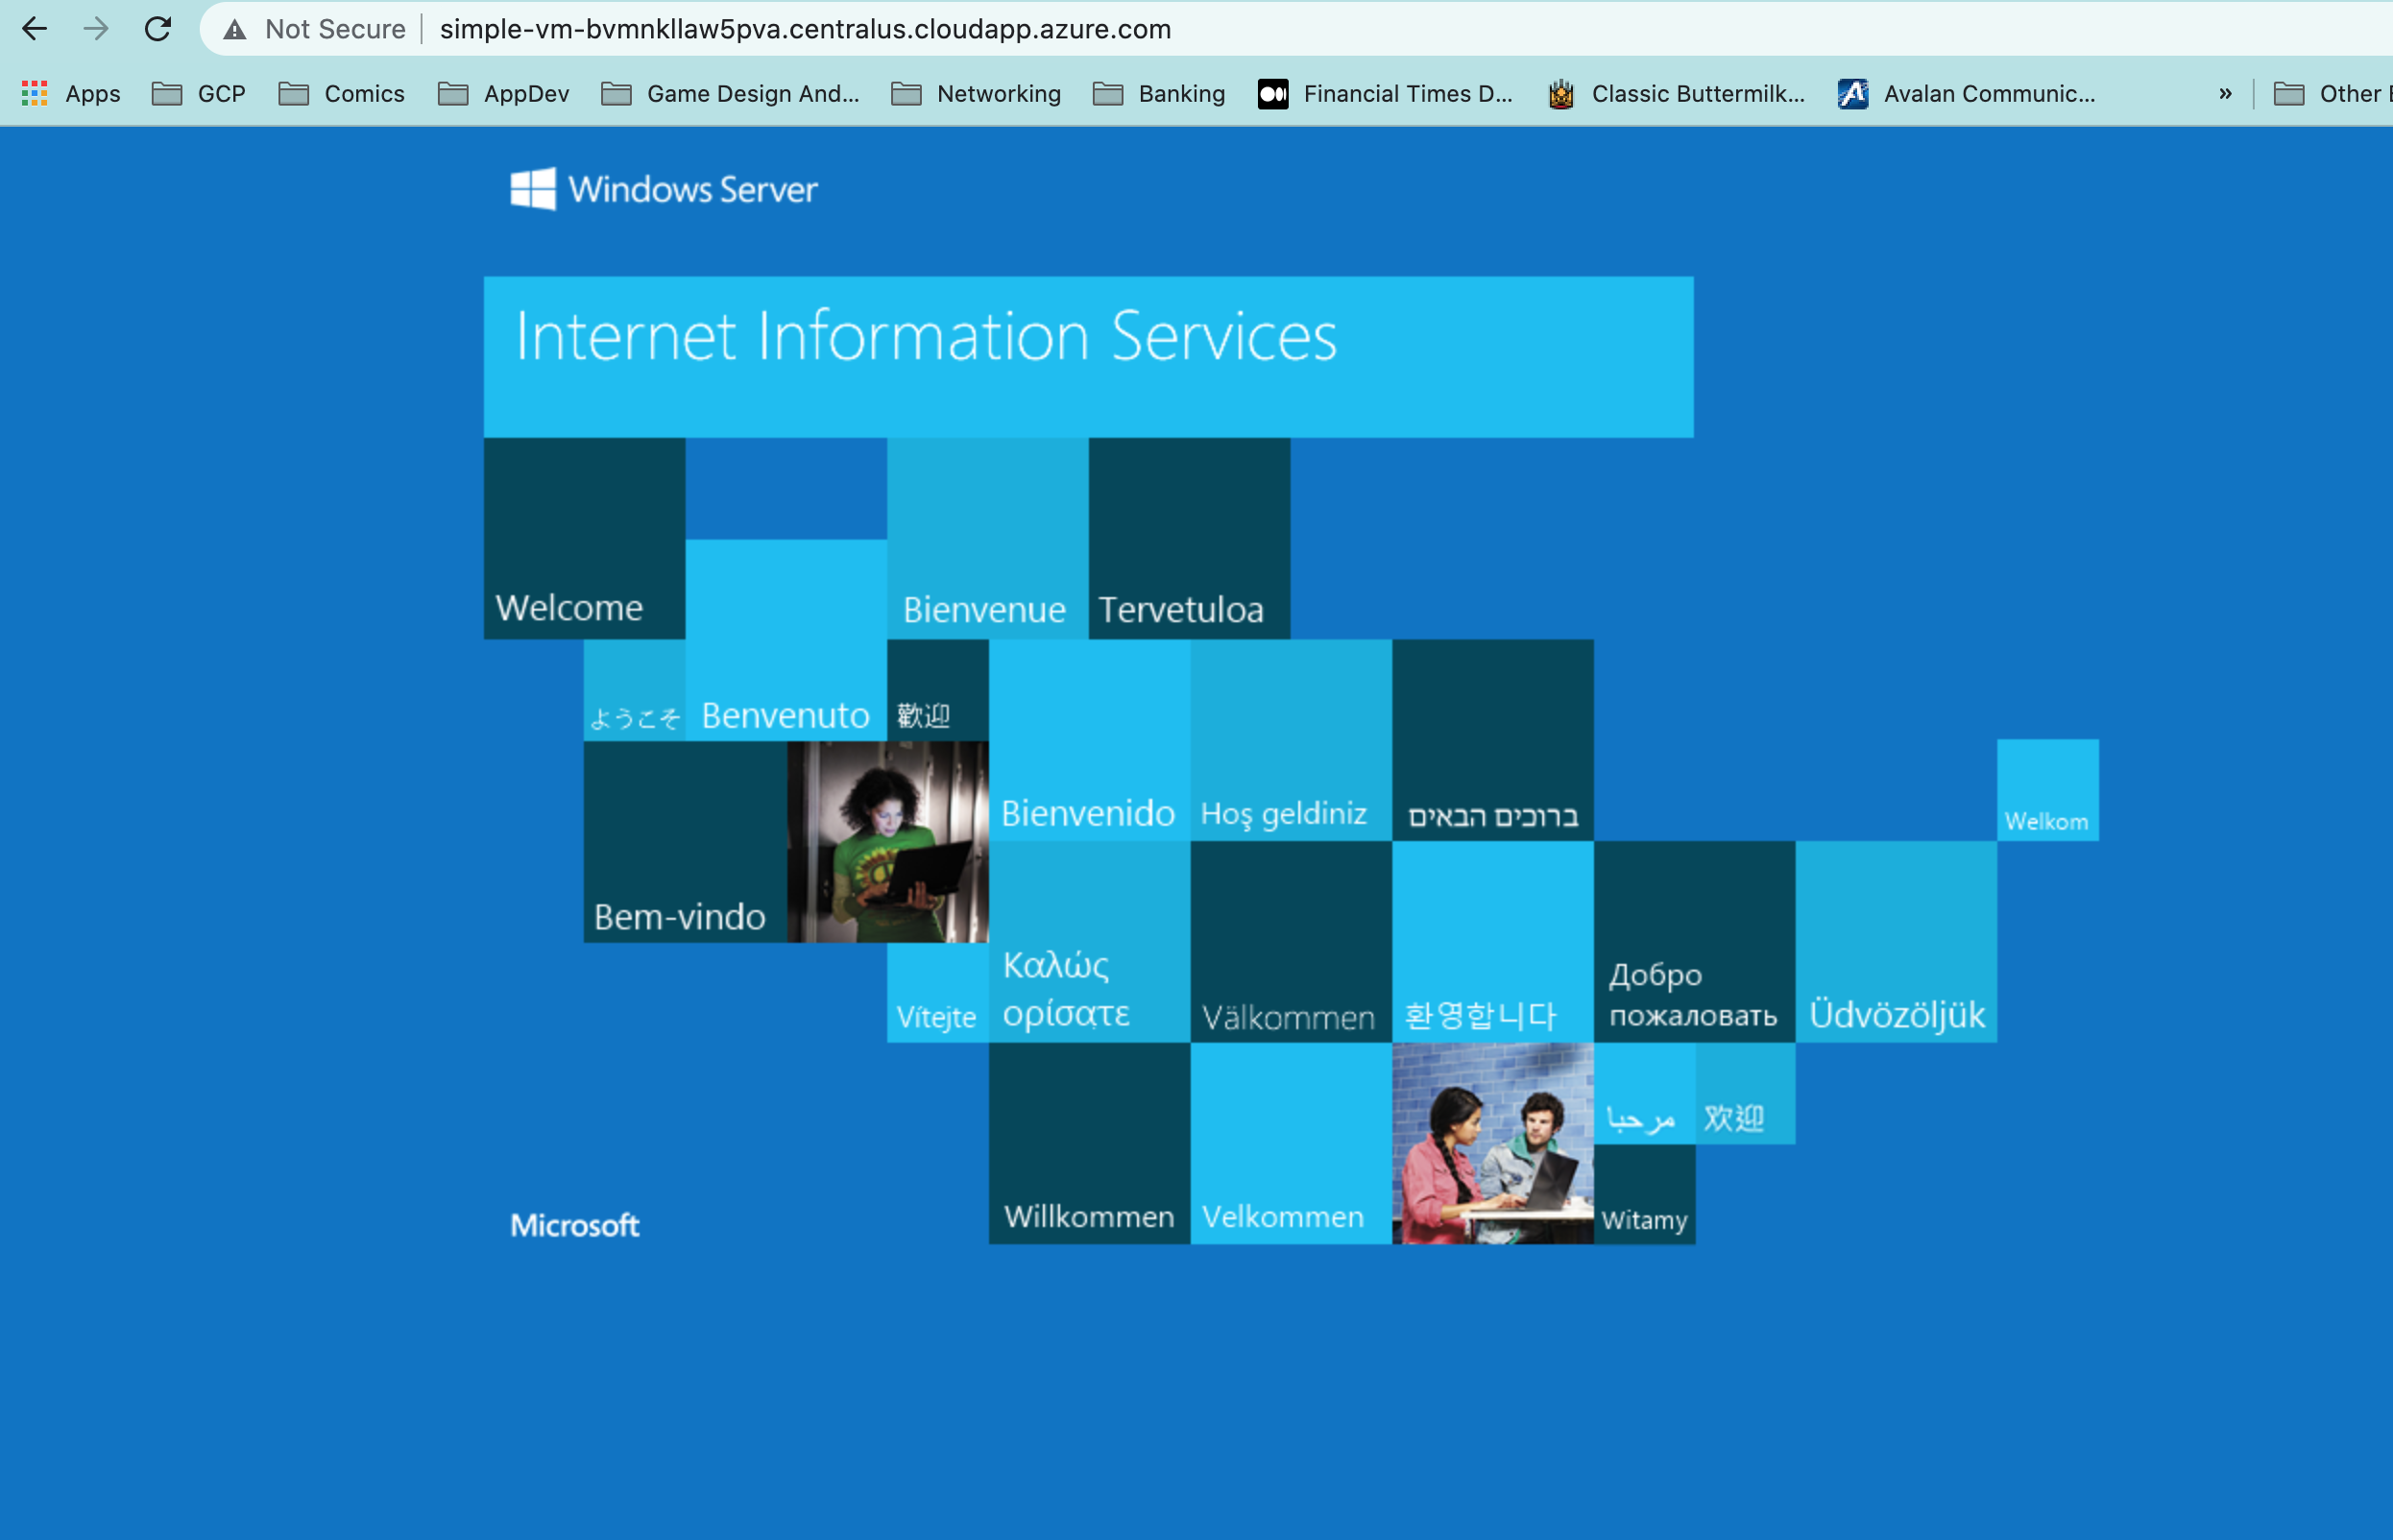 Not Secure
simple-vm-bvmnkllaw5pva.centralus.cloudapp.azure.com
Apps
GCP
Comics
AppDev
Game Design And...
Networking
Banking
Financial Times D...
Classic Buttermilk...
Avalan Communic...
»
Other
Windows Server
Internet Information Services
Welcome
Bienvenue
Tervetuloa
ようこそ
Benvenuto
歡迎
Bienvenido
Hoş geldiniz
ברוכים הבאים
Welkom
Bem-vindo
Vítejte
Καλώς
ορίσατε
Välkommen
환영합니다
Добро
пожаловать
Üdvözöljük
مرحبا
欢迎
Willkommen
Velkommen
Witamy
Microsoft